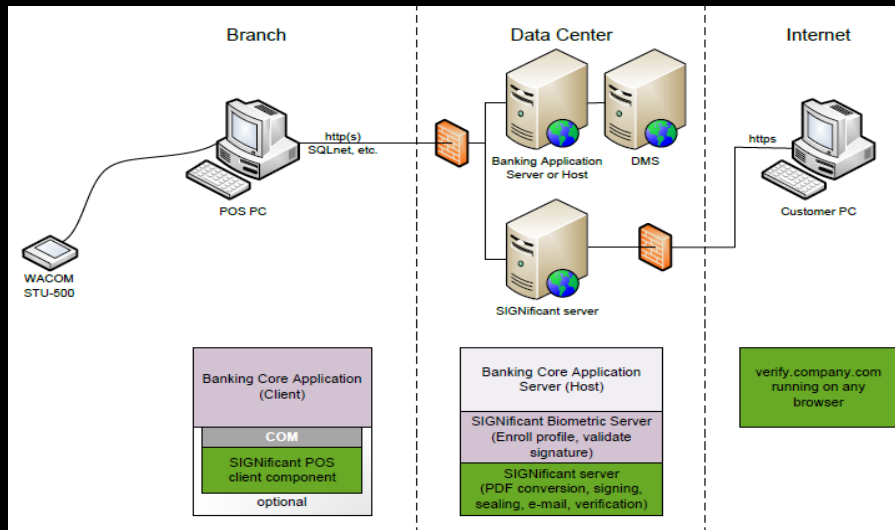 Branch
Data Center
Internet
http(s)
SQLnet, etc.
https
Banking Application
Server or Host
DMS
POS PC
Customer PC
WACOM
STU-500
SIGNificant server
Banking Core Application
(Client)
COM
SIGNificant POS
client component
optional
Banking Core Application
Server (Host)
SIGNificant Biometric Server
(Enroll profile, validate
signature)
SIGNificant server
(PDF conversion, signing,
sealing, e-mail, verification)
verify.company.com
running on any
browser